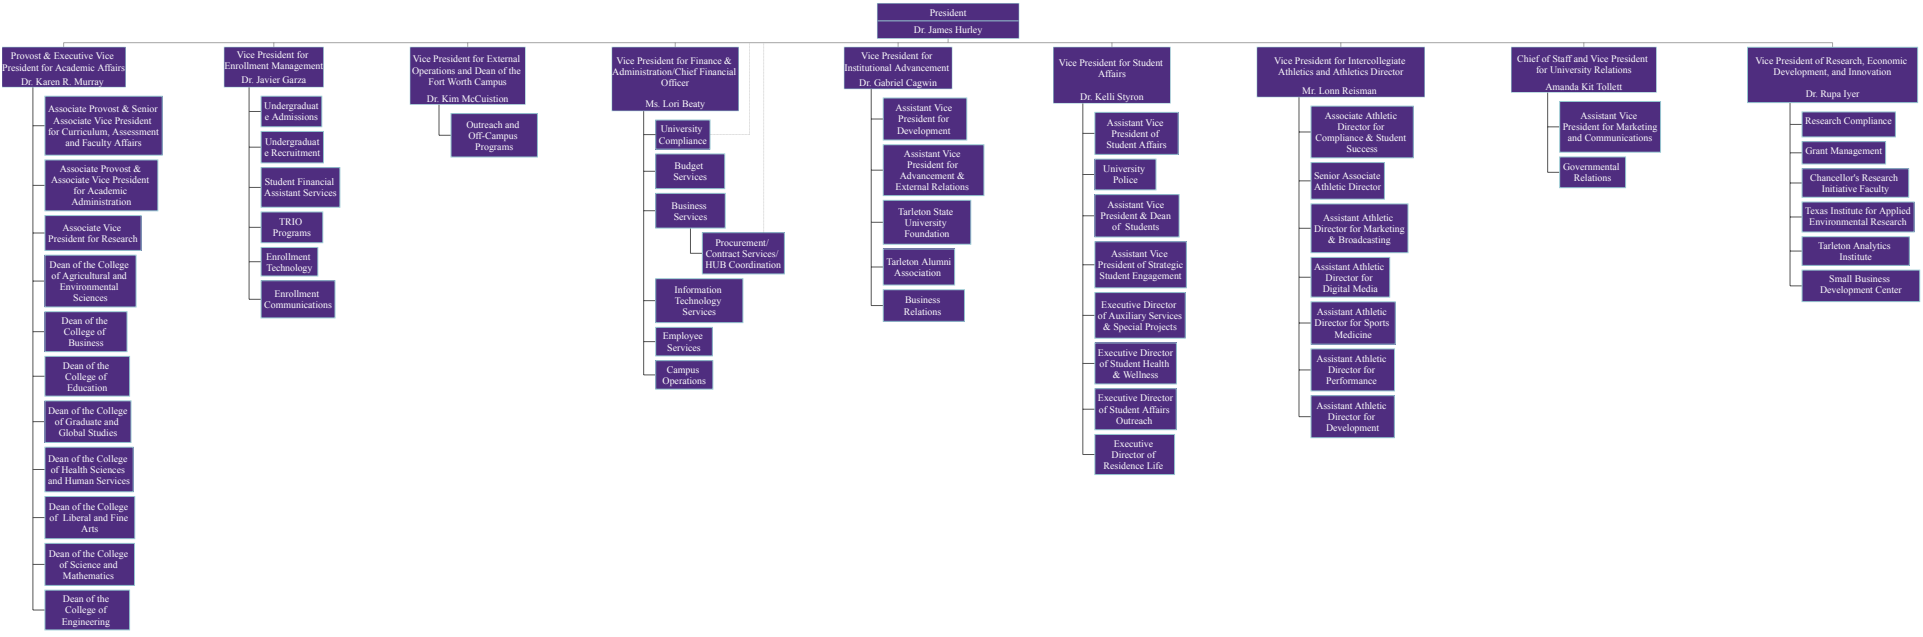 President
Dr. James Hurley
Provost & Executive Vice
President for Academic Affairs
Dr. Karen R. Murray
Associate Provost & Senior
Associate Vice President
for Curriculum, Assessment
and Faculty Affairs
Associate Provost &
Associate Vice President
for Academic
Administration
Associate Vice
President for Research
Dean of the College
of Agricultural and
Environmental
Sciences
Dean of the
College of
Business
Dean of the
College of
Education
Dean of the College
of Graduate and
Global Studies
Dean of the College
of Health Sciences
and Human Services
Dean of the College
of Liberal and Fine
Arts
Dean of the College
of Science and
Mathematics
Dean of the
College of
Engineering
Vice President for
Enrollment Management
Dr. Javier Garza
Undergraduat
e Admissions
Undergraduat
e Recruitment
Student Financial
Assistant Services
TRIO
Programs
Enrollment
Technology
Enrollment
Communications
Vice President for External
Operations and Dean of the
Fort Worth Campus
Dr. Kim McCuistion
Outreach and
Off-Campus
Programs
Vice President for Finance &
Administration/Chief Financial
Officer
Ms. Lori Beaty
University
Compliance
Budget
Services
Business
Services
Procurement/
Contract Services/
HUB Coordination
Information
Technology
Services
Employee
Services
Campus
Operations
Vice President for
Institutional Advancement
Dr. Gabriel Cagwin
Assistant Vice
President for
Development
Assistant Vice
President for
Advancement &
External Relations
Tarleton State
University
Foundation
Tarleton Alumni
Association
Business
Relations
Vice President for Student
Affairs
Dr. Kelli Styron
Assistant Vice
President of
Student Affairs
University
Police
Assistant Vice
President & Dean
of Students
Assistant Vice
President of Strategic
Student Engagement
Executive Director
of Auxiliary Services
& Special Projects
Executive Director
of Student Health
& Wellness
Executive Director
of Student Affairs
Outreach
Executive
Director of
Residence Life
Vice President for Intercollegiate
Athletics and Athletics Director
Mr. Lonn Reisman
Associate Athletic
Director for
Compliance & Student
Success
Senior Associate
Athletic Director
Assistant Athletic
Director for Marketing
& Broadcasting
Assistant Athletic
Director for
Digital Media
Assistant Athletic
Director for Sports
Medicine
Assistant Athletic
Director for
Performance
Assistant Athletic
Director for
Development
Chief of Staff and Vice President
for University Relations
Amanda Kit Tollett
Assistant Vice
President for Marketing
and Communications
Governmental
Relations
Vice President of Research, Economic
Development, and Innovation
Dr. Rupa Iyer
Research Compliance
Grant Management
Chancellor's Research
Initiative Faculty
Texas Institute for Applied
Environmental Research
Tarleton Analytics
Institute
Small Business
Development Center